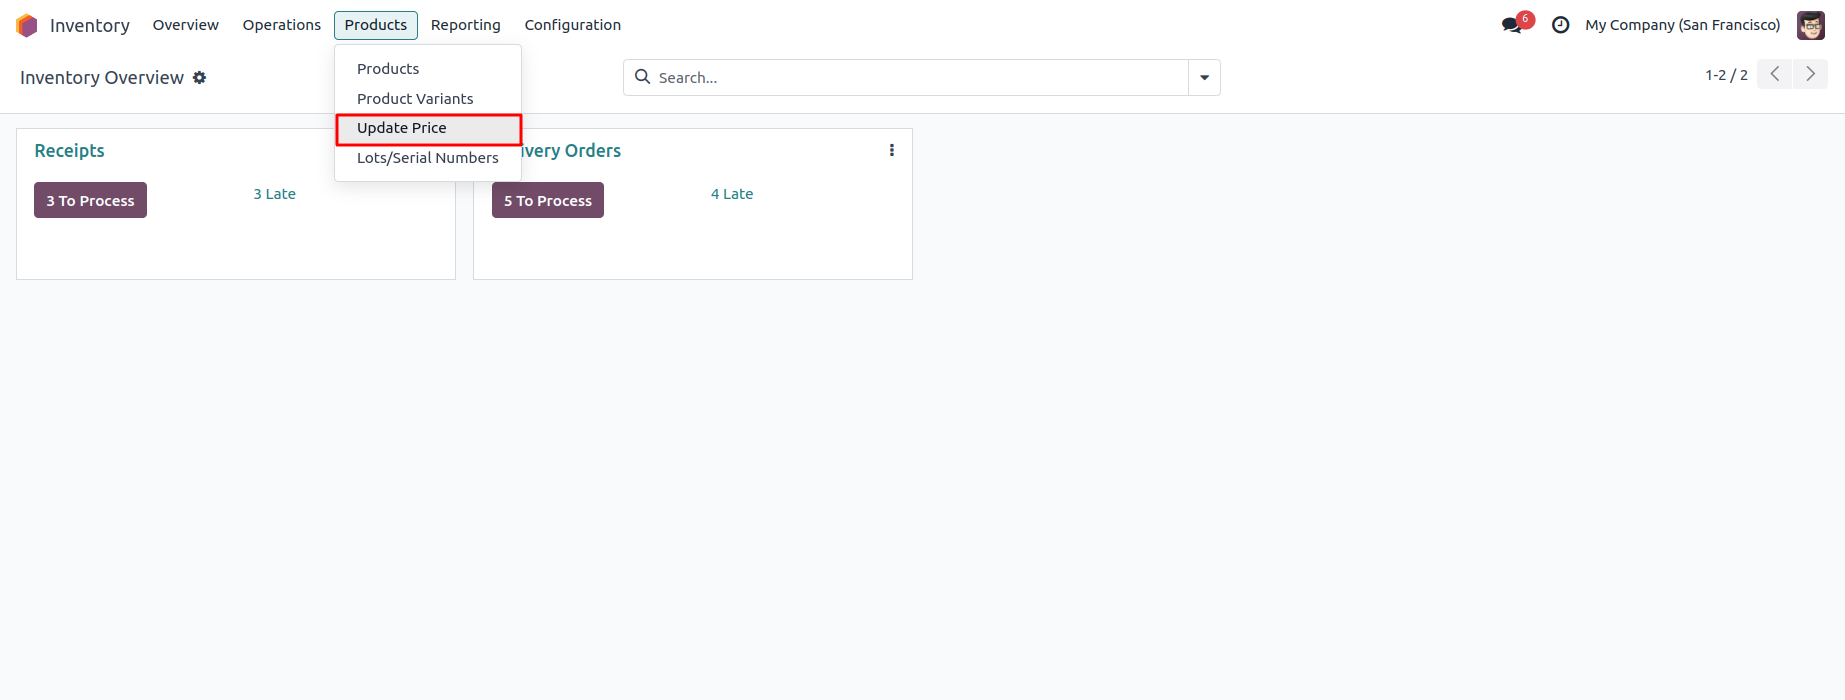 Inventory Overview Operations Products Reporting Configuration 6 My Company (San Francisco)
Inventory Overview Search... 1-2 / 2
Products
Product Variants
Update Price
Lots/Serial Numbers
Receipts ivery Orders
3 To Process 3 Late 5 To Process 4 Late